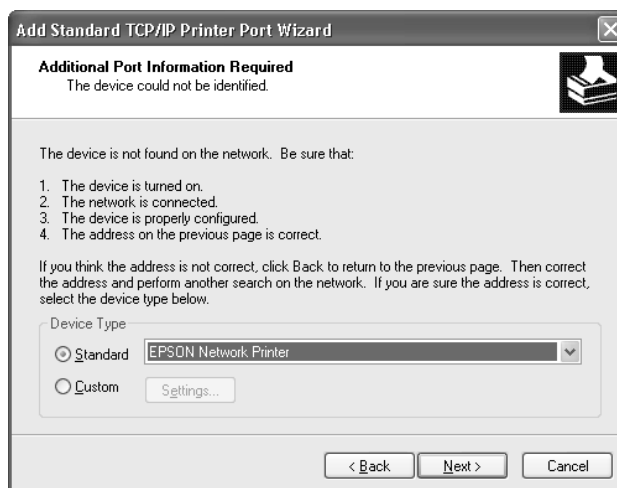 Add Standard TCP/IP Printer Port Wizard
Additional Port Information Required
The device could not be identified.
The device is not found on the network. Be sure that:
1. The device is turned on.
2. The network is connected.
3. The device is properly configured.
4. The address on the previous page is correct.
If you think the address is not correct, click Back to return to the previous page. Then correct
the address and perform another search on the network. If you are sure the address is correct,
select the device type below.
Device Type
Standard EPSON Network Printer
Custom Settings...
< Back Next > Cancel